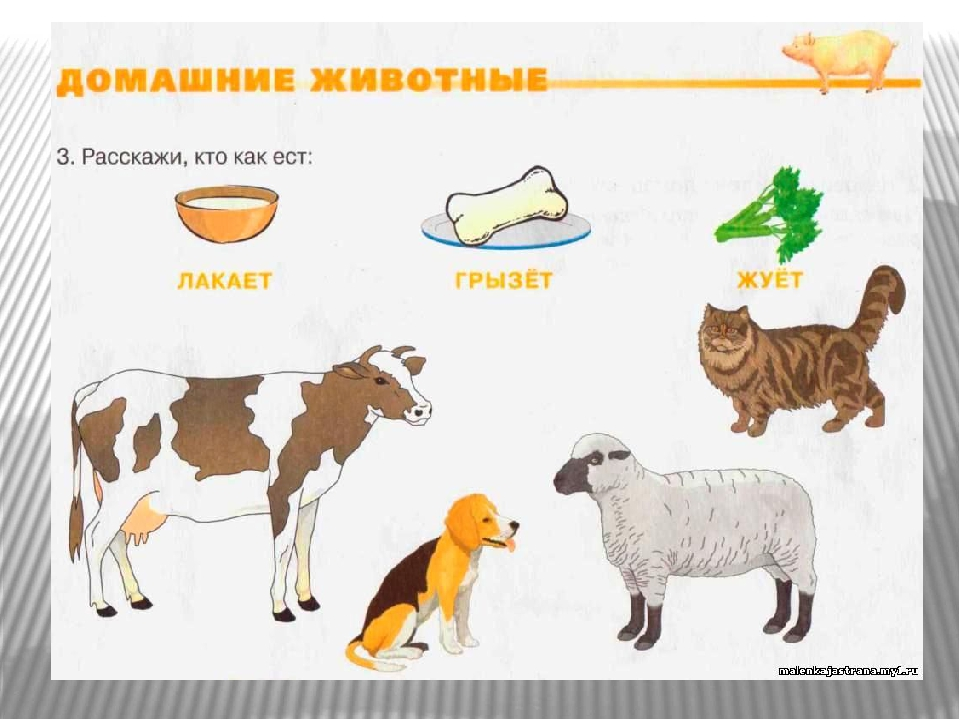 ДОМАШНИЕ ЖИВОТНЫЕ
3. Расскажи, кто как ест:
ЛАКАЕТ ГРЫЗЁТ ЖУЁТ
malenkajastrana.my1.ru